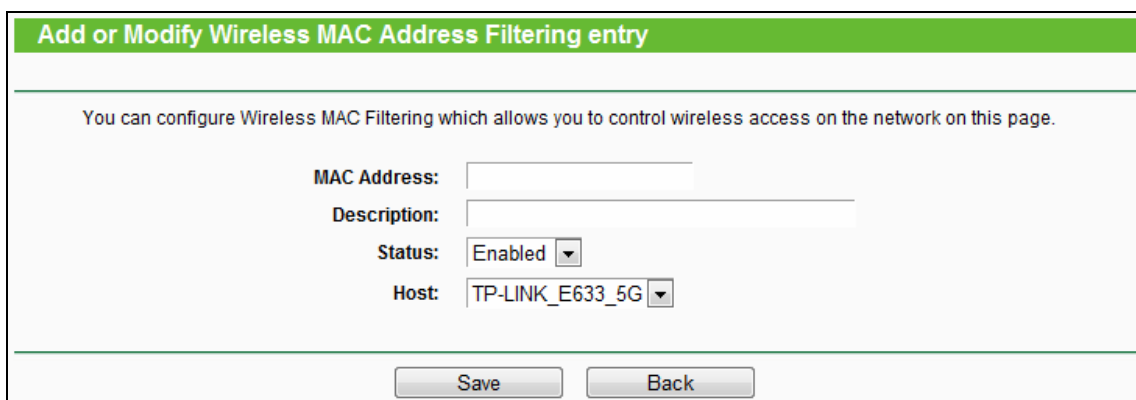 Add or Modify Wireless MAC Address Filtering entry
You can configure Wireless MAC Filtering which allows you to control wireless access on the network on this page.
MAC Address:
Description:
Status: Enabled
Host: TP-LINK_E633_5G
Save Back